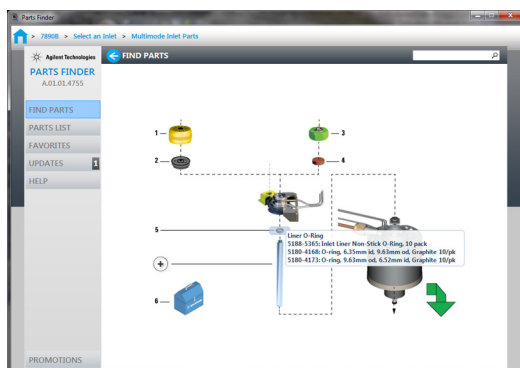 Parts Finder
> 7890B > Select an Inlet > Multimode Inlet Parts
Agilent Technologies
FIND PARTS
PARTS FINDER
A.01.01.4755
FIND PARTS
PARTS LIST
FAVORITES
UPDATES 1
HELP
1
3
2
4
5
Liner O-Ring
5188-5365: Inlet Liner Non-Stick O-Ring, 10 pack
5180-4168: O-ring, 6.35mm id, 9.63mm od, Graphite 10/pk
5180-4173: O-ring, 9.63mm od, 6.52mm id, Graphite 10/pk
+
6
PROMOTIONS